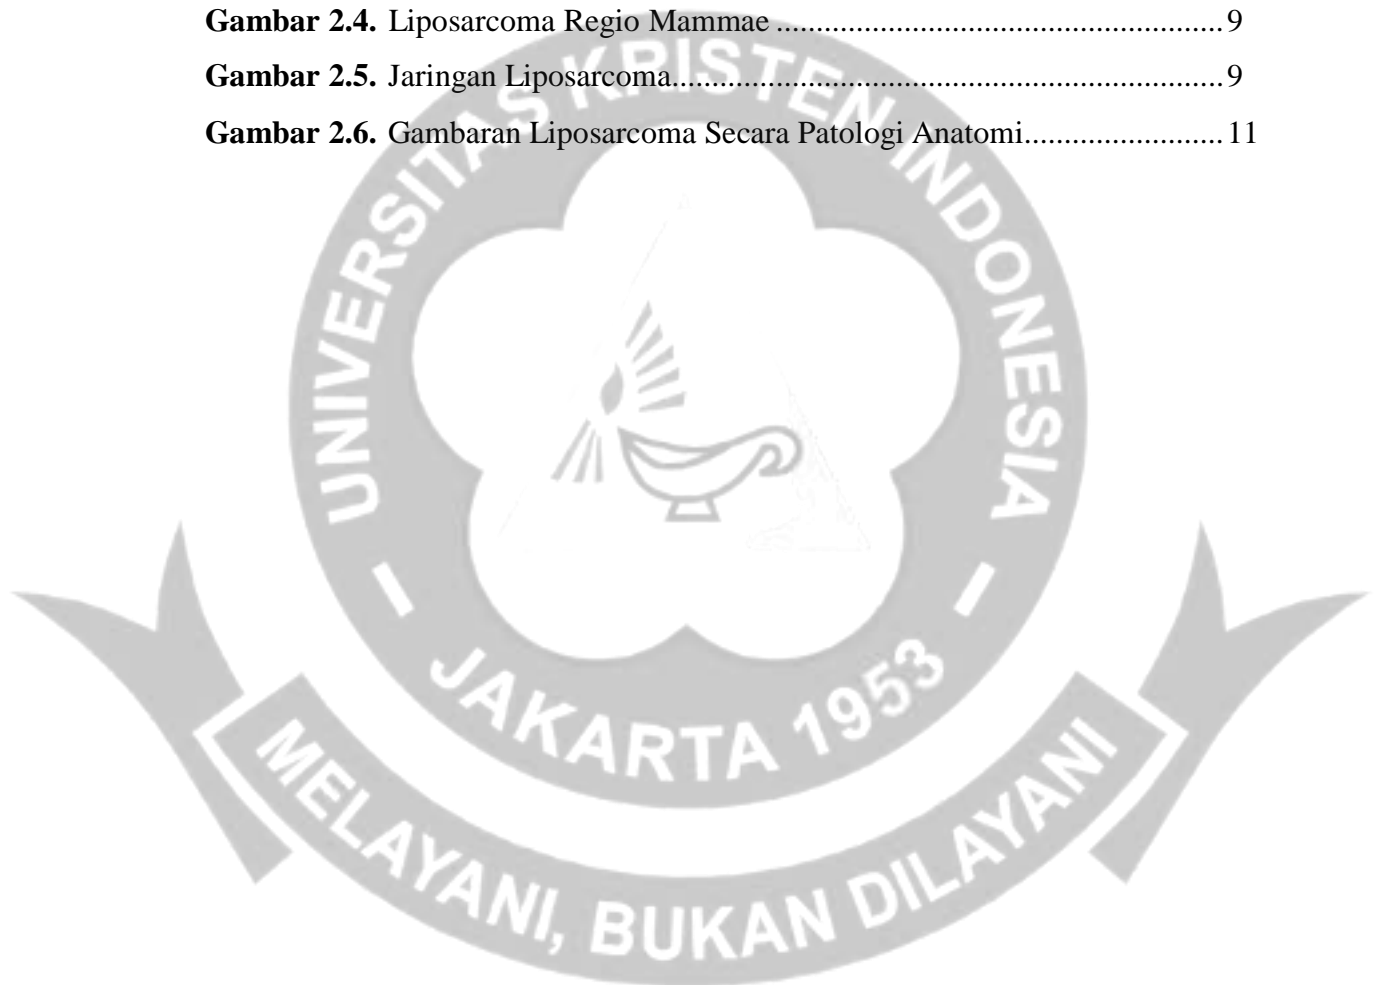 Gambar 2.4. Liposarcoma Regio Mammae ........................................................ 9
Gambar 2.5. Jaringan Liposarcoma..................................................................... 9
Gambar 2.6. Gambaran Liposarcoma Secara Patologi Anatomi......................... 11
UNIVERSITAS KRISTEN INDONESIA
- JAKARTA 1953 -
MELAYANI, BUKAN DILAYANI